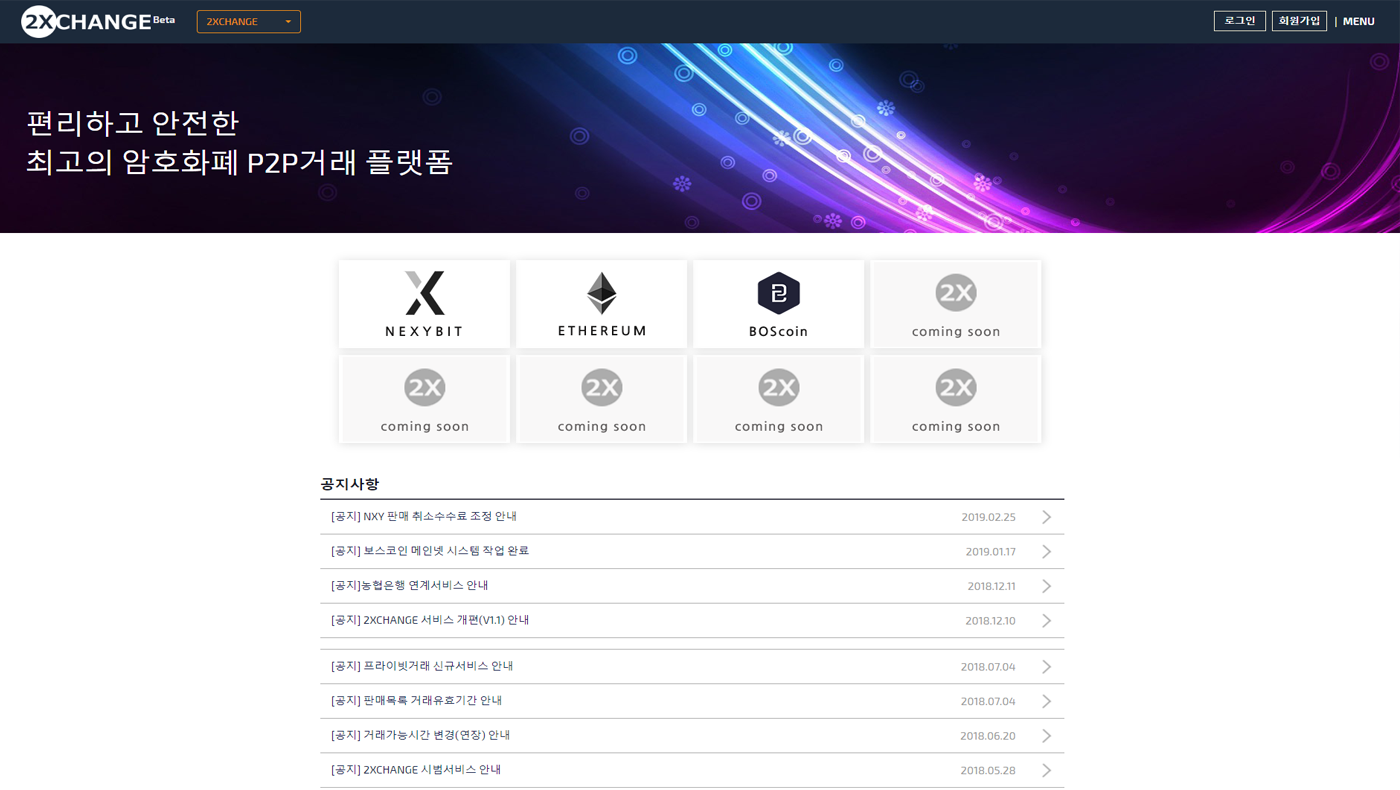 2XCHANGE Beta
2XCHANGE
로그인
회원가입
| MENU
편리하고 안전한
최고의 암호화폐 P2P거래 플랫폼
NEXYBIT
ETHEREUM
BOScoin
2X
coming soon
2X
coming soon
2X
coming soon
2X
coming soon
2X
coming soon
공지사항
[공지] NXY 판매 취소수수료 조정 안내 2019.02.25
[공지] 보스코인 메인넷 시스템 작업 완료 2019.01.17
[공지]농협은행 연계서비스 안내 2018.12.11
[공지] 2XCHANGE 서비스 개편(V1.1) 안내 2018.12.10
[공지] 프라이빗거래 신규서비스 안내 2018.07.04
[공지] 판매목록 거래유효기간 안내 2018.07.04
[공지] 거래가능시간 변경(연장) 안내 2018.06.20
[공지] 2XCHANGE 시범서비스 안내 2018.05.28